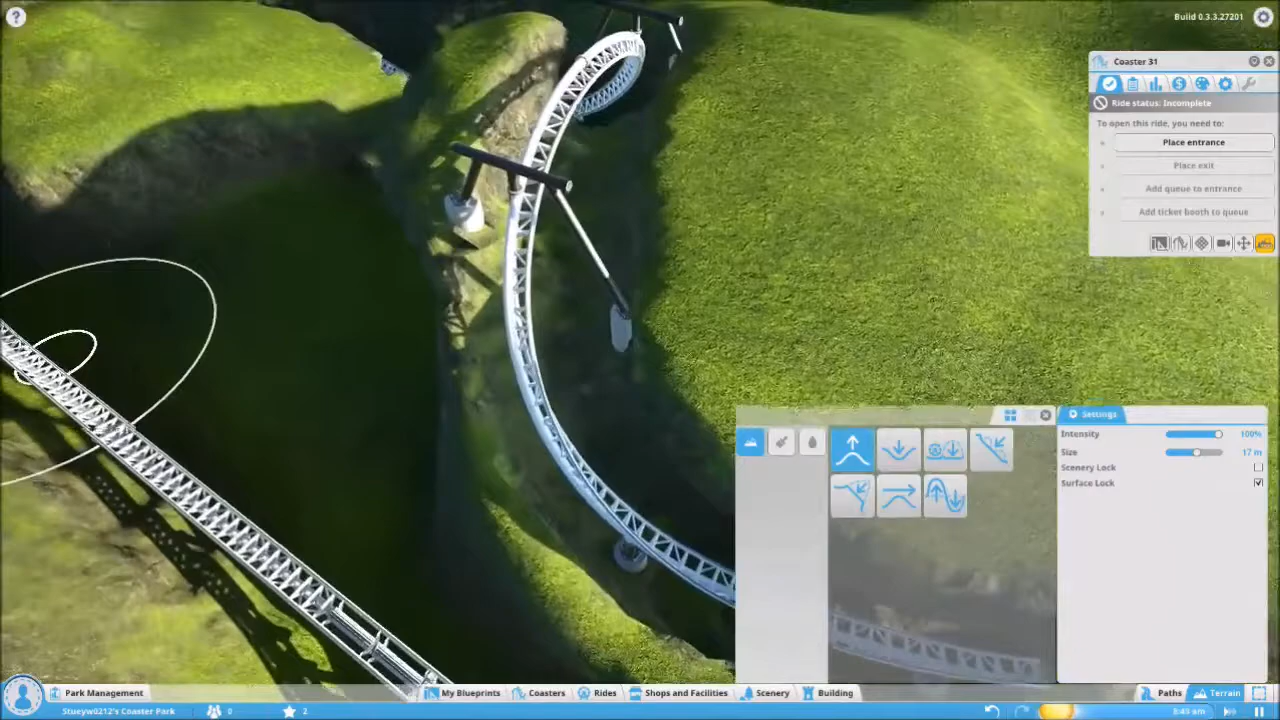 ?
Build 0.3.3.27201
Coaster 31
Ride status: Incomplete
To open this ride, you need to:
Place entrance
Place exit
Add queue to entrance
Add ticket booth to queue
Settings
Intensity 100%
Size 17 m
Scenery Lock
Surface Lock
Park Management My Blueprints Coasters Rides Shops and Facilities Scenery Building Paths Terrain
Stueyw0212's Coaster Park 0 2 8:43 am